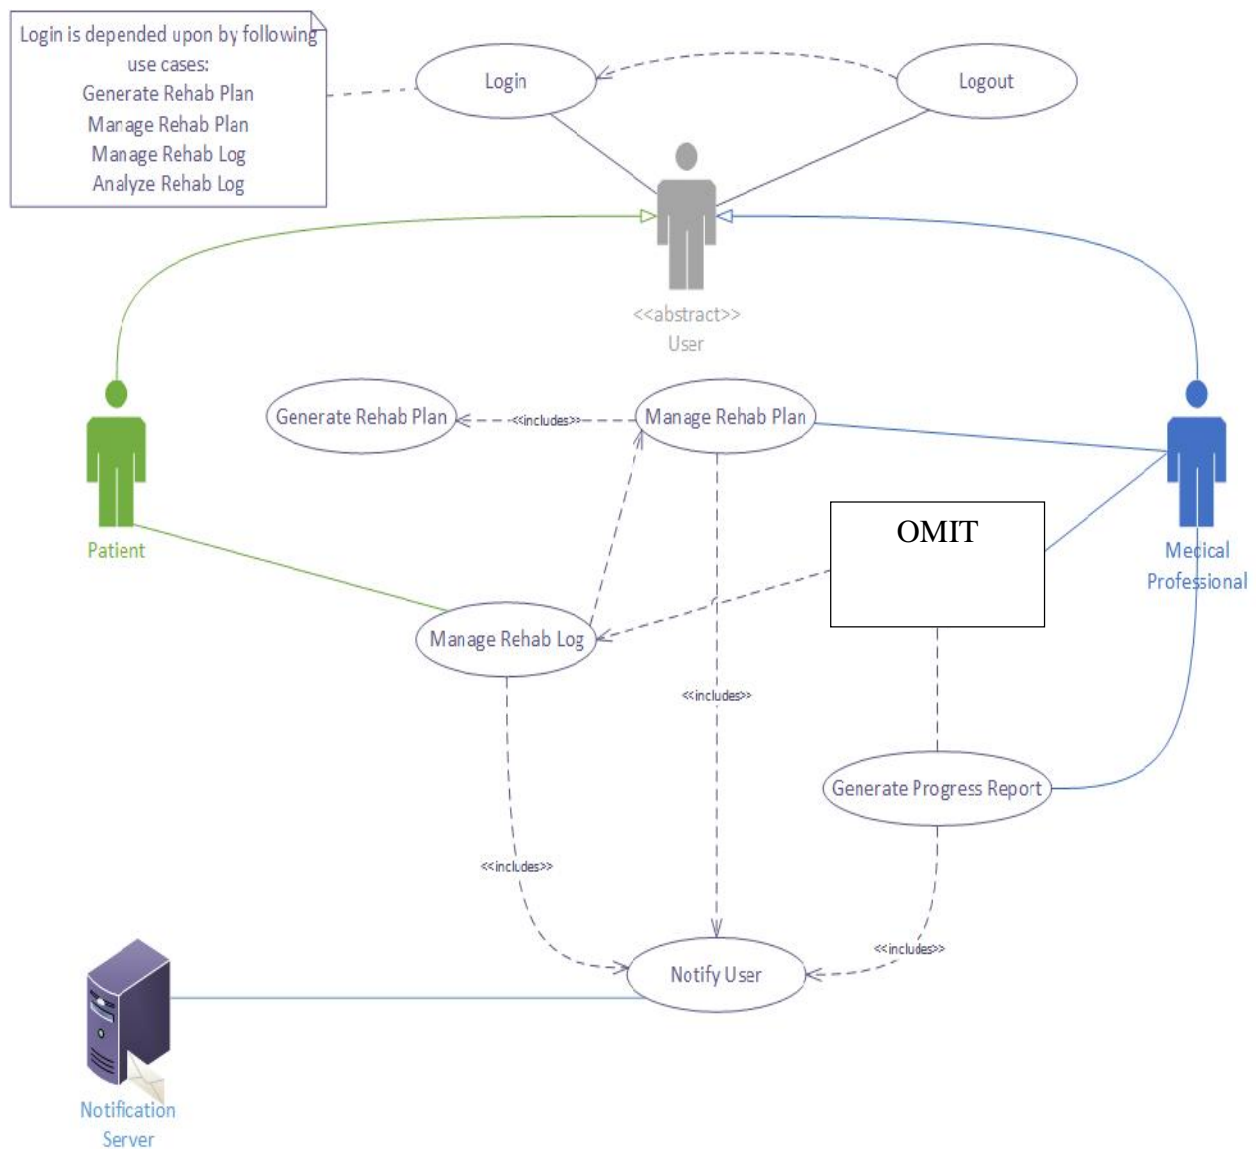 Login is depended upon by following
use cases:
Generate Rehab Plan
Manage Rehab Plan
Manage Rehab Log
Analyze Rehab Log
Login
Logout
<<abstract>>
User
Generate Rehab Plan
<<includes>>
Manage Rehab Plan
OMIT
Patient
Medical
Professional
Manage Rehab Log
<<includes>>
Generate Progress Report
<<includes>>
<<includes>>
Notify User
Notification
Server